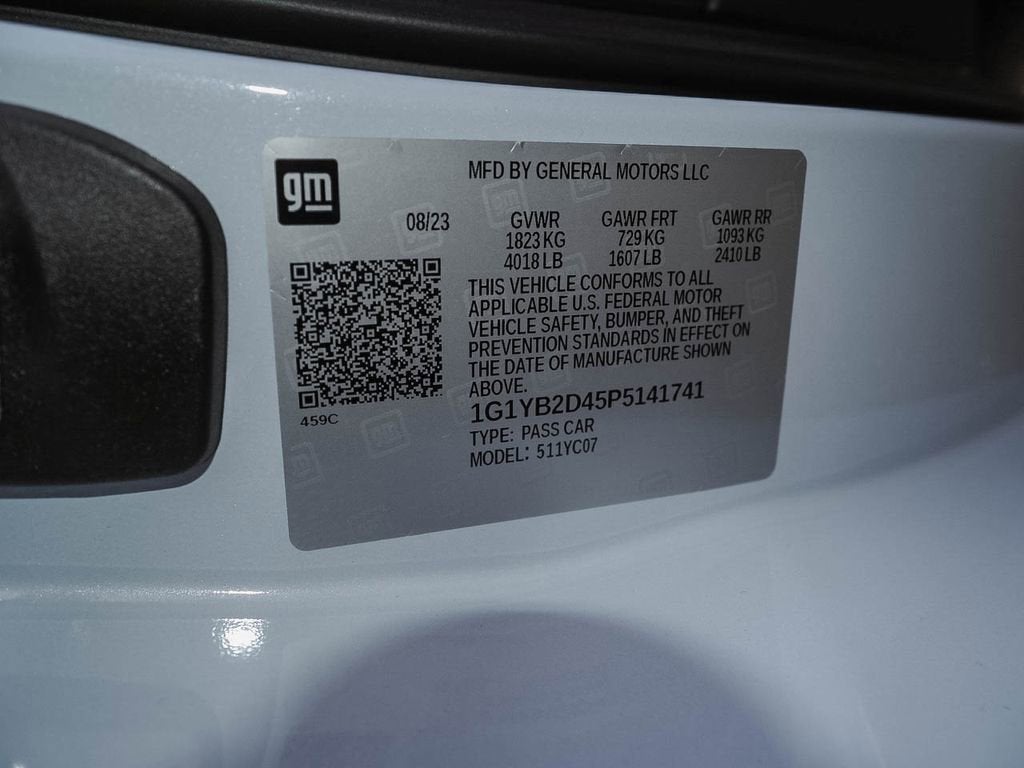 gm
MFD BY GENERAL MOTORS LLC
08/23 GVWR GAWR FRT GAWR RR
1823 KG 729 KG 1093 KG
4018 LB 1607 LB 2410 LB
THIS VEHICLE CONFORMS TO ALL
APPLICABLE U.S. FEDERAL MOTOR
VEHICLE SAFETY, BUMPER, AND THEFT
PREVENTION STANDARDS IN EFFECT ON
THE DATE OF MANUFACTURE SHOWN
ABOVE.
1G1YB2D45P5141741
459C
TYPE: PASS CAR
MODEL: 511YC07